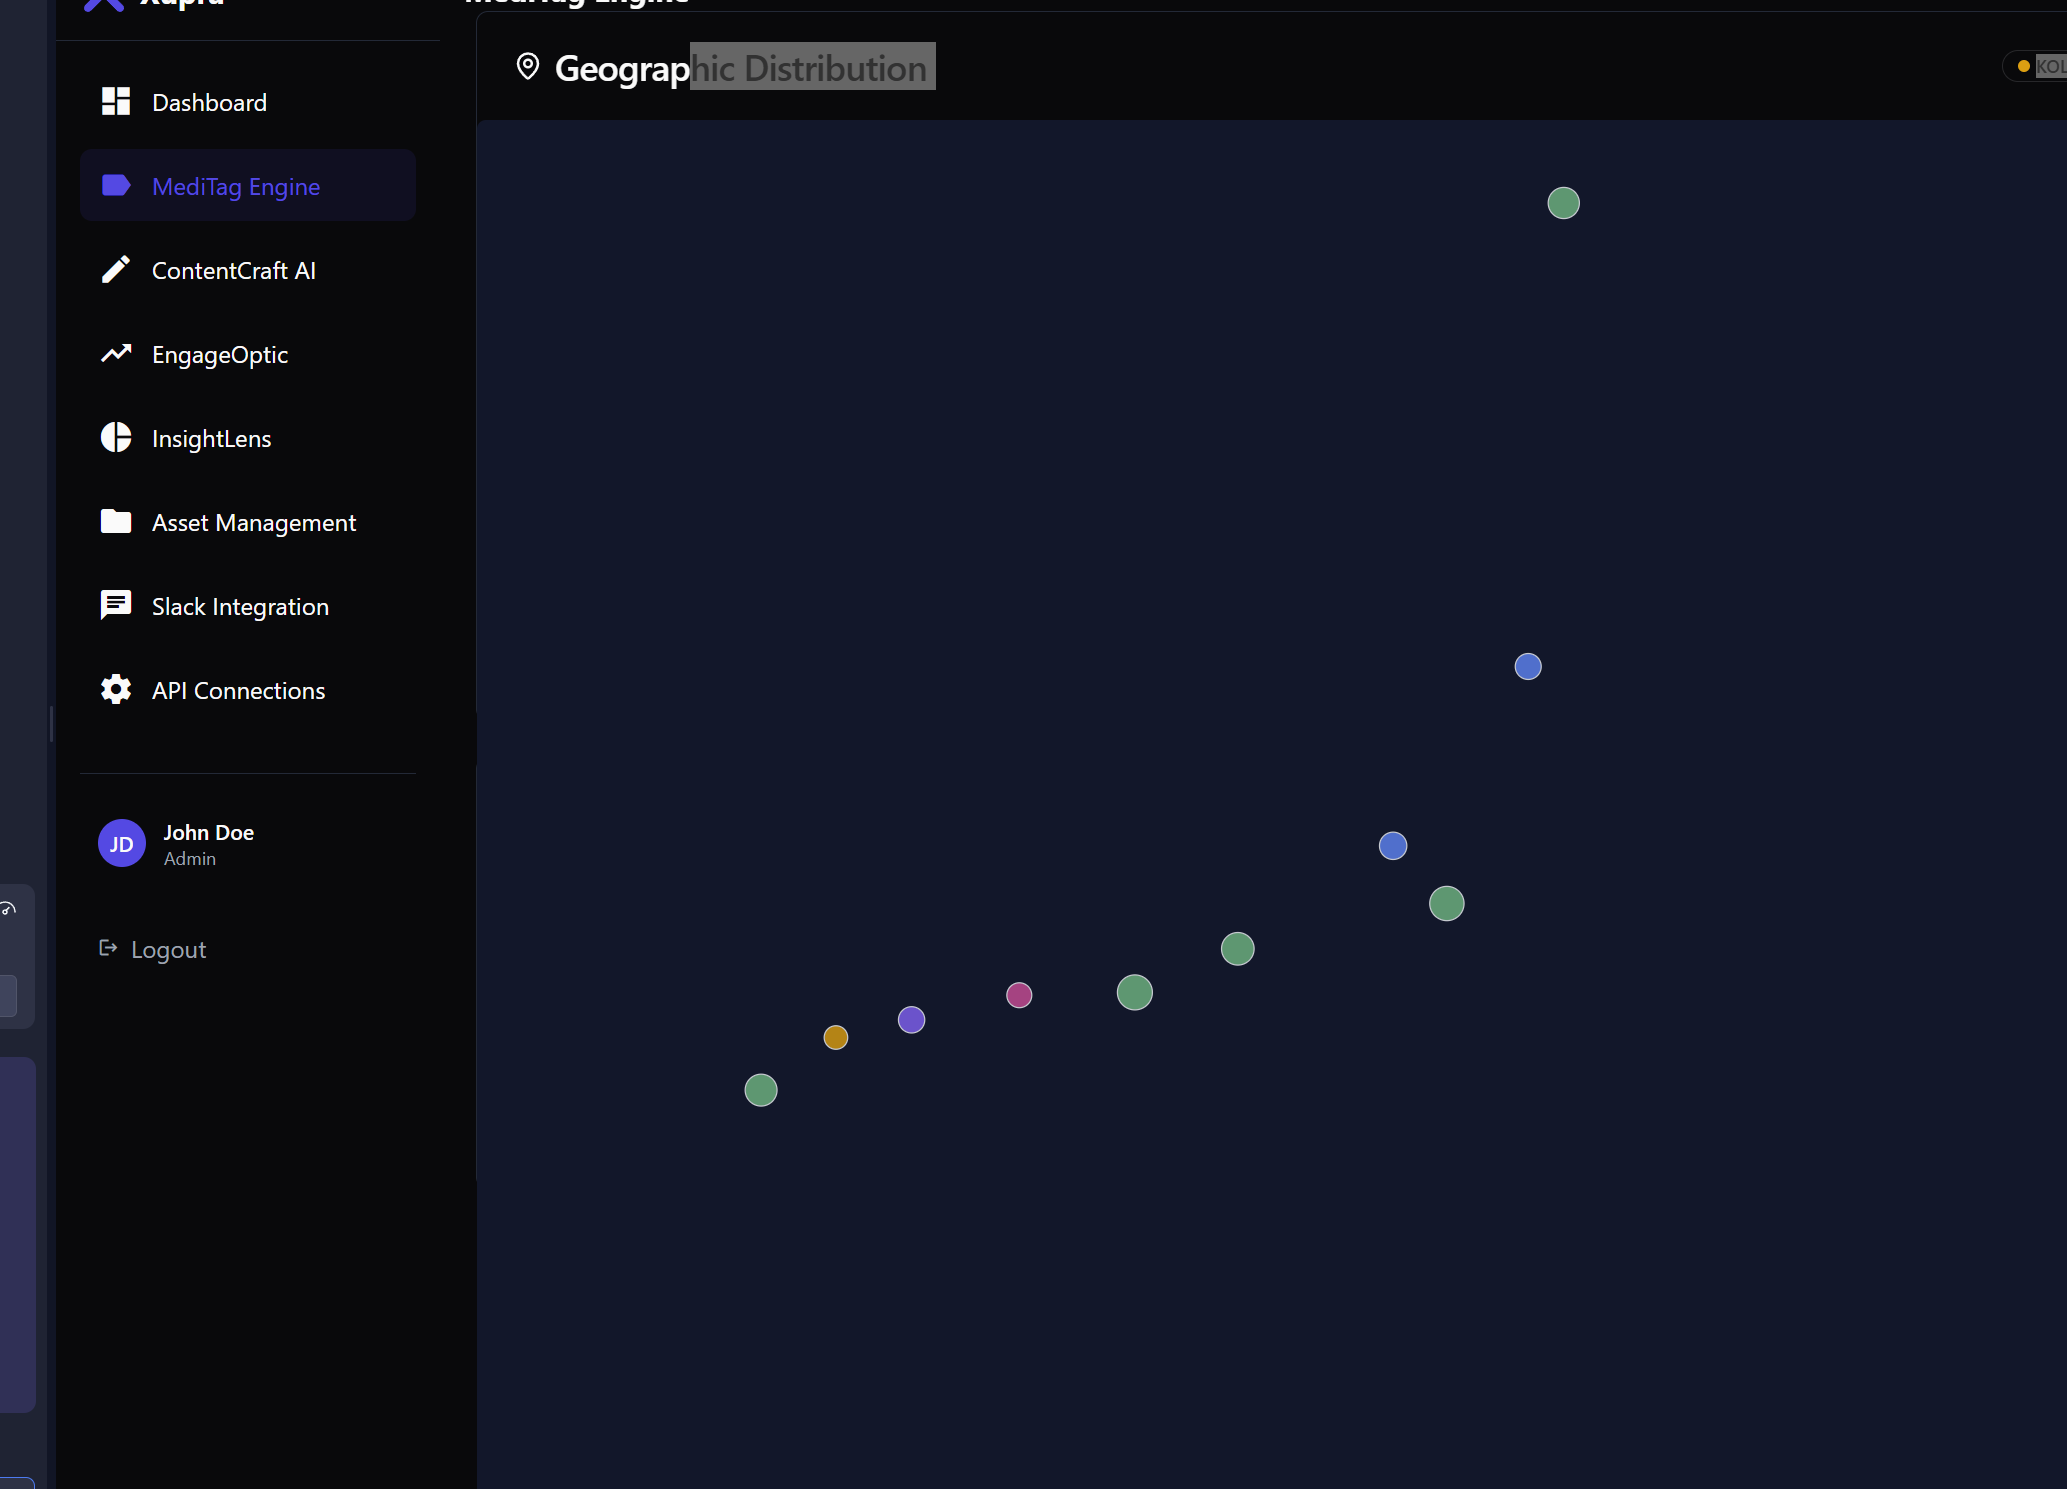 Xupra
MediTag Engine
Geographic Distribution
KOL
Dashboard
MediTag Engine
ContentCraft AI
EngageOptic
InsightLens
Asset Management
Slack Integration
API Connections
JD
John Doe
Admin
Logout